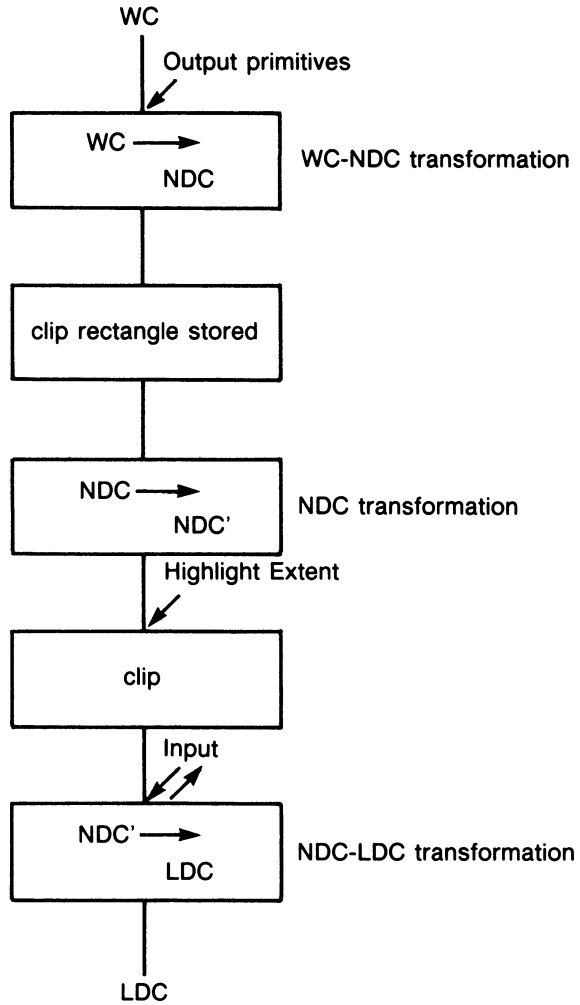 WC
Output primitives
WC
NDC
WC-NDC transformation
clip rectangle stored
NDC
NDC'
NDC transformation
Highlight Extent
clip
Input
NDC'
LDC
NDC-LDC transformation
LDC